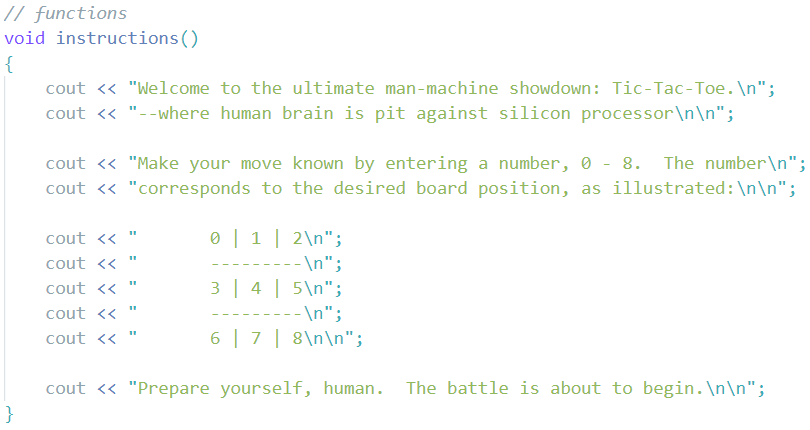 // functions
void instructions()
{
    cout << "Welcome to the ultimate man-machine showdown: Tic-Tac-Toe.\n";
    cout << "--where human brain is pit against silicon processor\n\n";

    cout << "Make your move known by entering a number, 0 - 8.  The number\n";
    cout << "corresponds to the desired board position, as illustrated:\n\n";

    cout << "       0 | 1 | 2\n";
    cout << "       ---------\n";
    cout << "       3 | 4 | 5\n";
    cout << "       ---------\n";
    cout << "       6 | 7 | 8\n\n";

    cout << "Prepare yourself, human.  The battle is about to begin.\n\n";
}